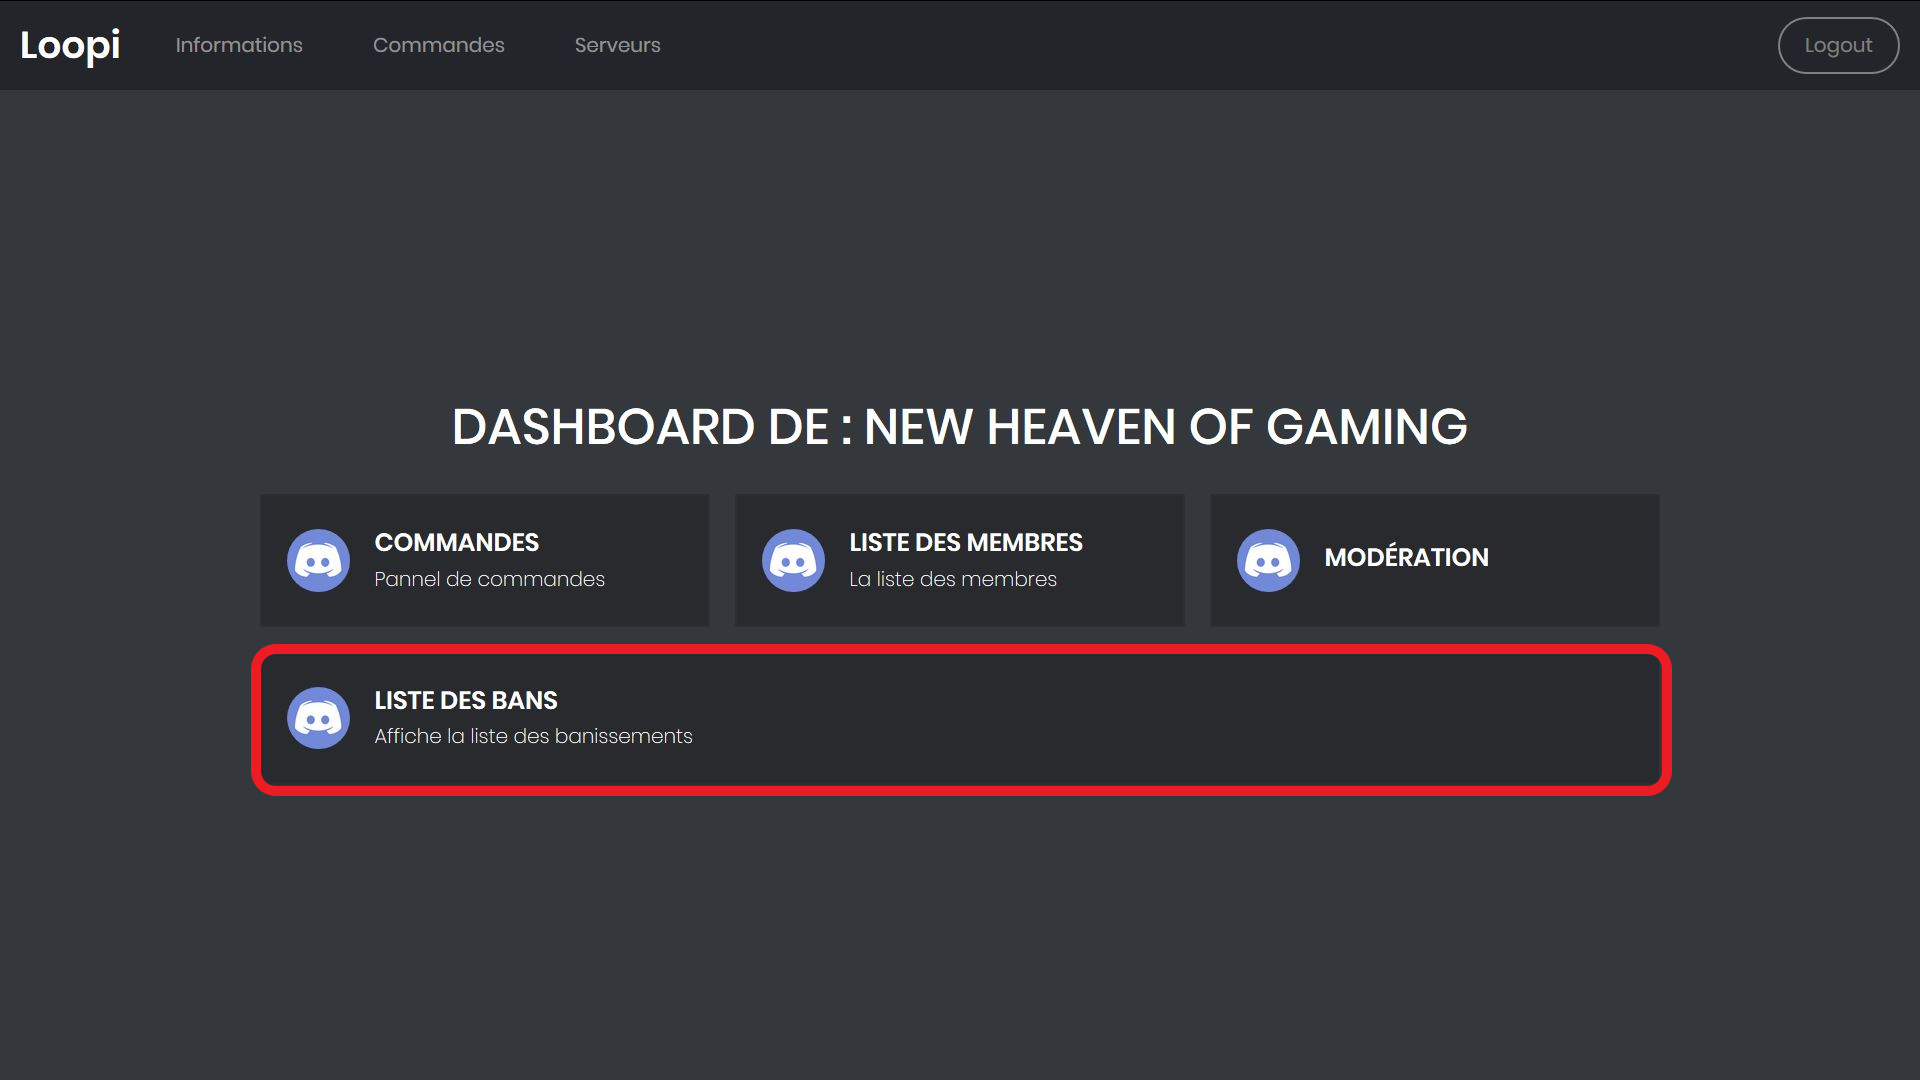 Loopi
Informations
Commandes
Serveurs
Logout
DASHBOARD DE : NEW HEAVEN OF GAMING
COMMANDES
Pannel de commandes
LISTE DES MEMBRES
La liste des membres
MODÉRATION
LISTE DES BANS
Affiche la liste des banissements